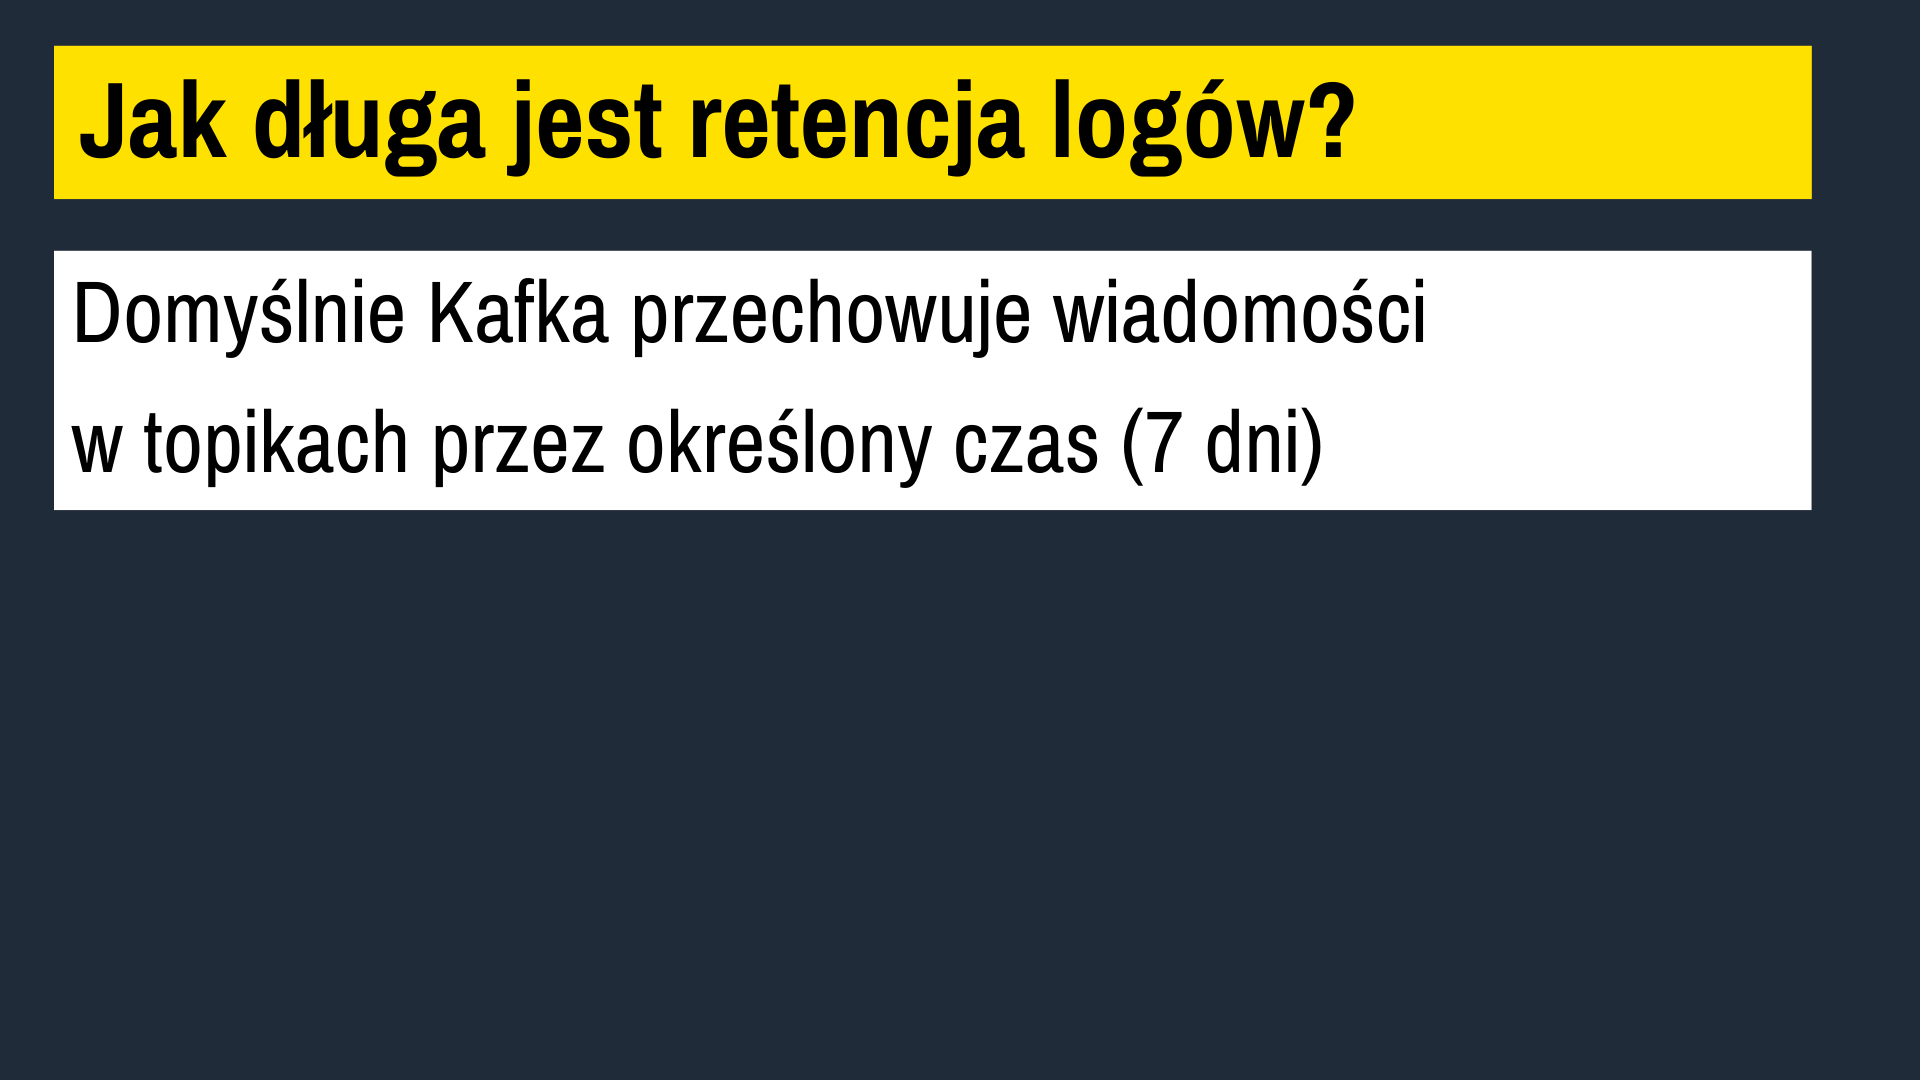 Jak długa jest retencja logów?
Domyślnie Kafka przechowuje wiadomości
w topikach przez określony czas (7 dni)